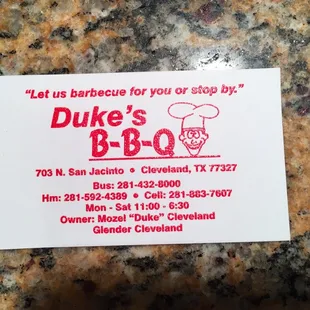 "Let us barbecue for you or stop by."
Duke's
B-B-Q
703 N. San Jacinto • Cleveland, TX 77327
Bus: 281-432-8000
Hm: 281-592-4389 • Cell: 281-883-7607
Mon - Sat 11:00 - 6:30
Owner: Mozel "Duke" Cleveland
Glender Cleveland